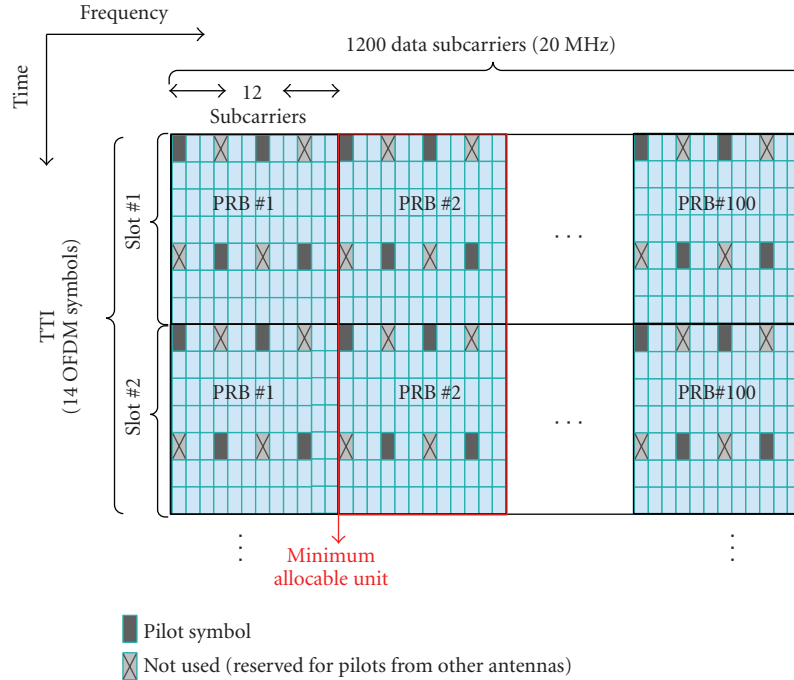 Frequency
Time
1200 data subcarriers (20 MHz)
12
Subcarriers
TTI
(14 OFDM symbols)
Slot #1
PRB #1
PRB #2
. . .
PRB#100
Slot #2
PRB #1
PRB #2
. . .
PRB#100
Minimum
allocable unit
Pilot symbol
Not used (reserved for pilots from other antennas)